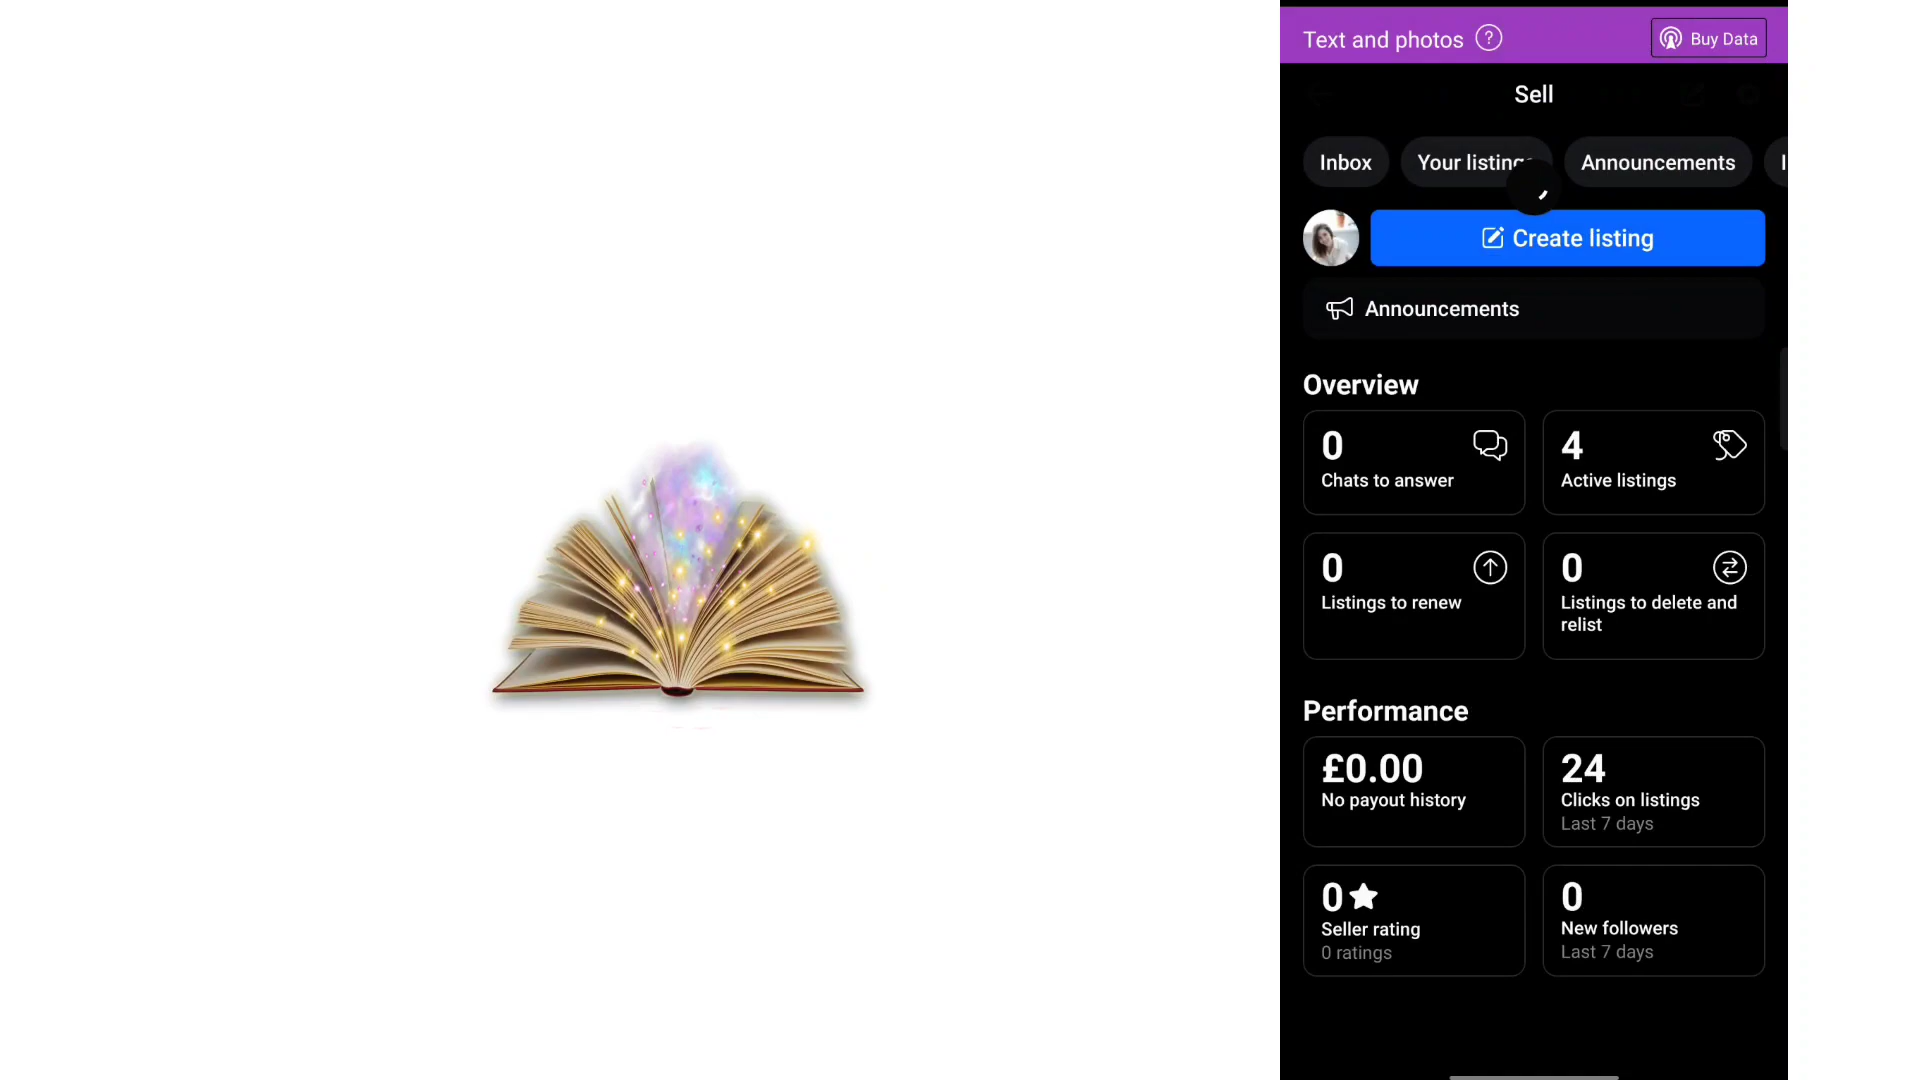 Text and photos ?
Buy Data
Sell
Inbox
Your listing
Announcements
Create listing
Announcements
Overview
0
Chats to answer
4
Active listings
0
Listings to renew
0
Listings to delete and
relist
Performance
£0.00
No payout history
24
Clicks on listings
Last 7 days
0
Seller rating
0 ratings
0
New followers
Last 7 days